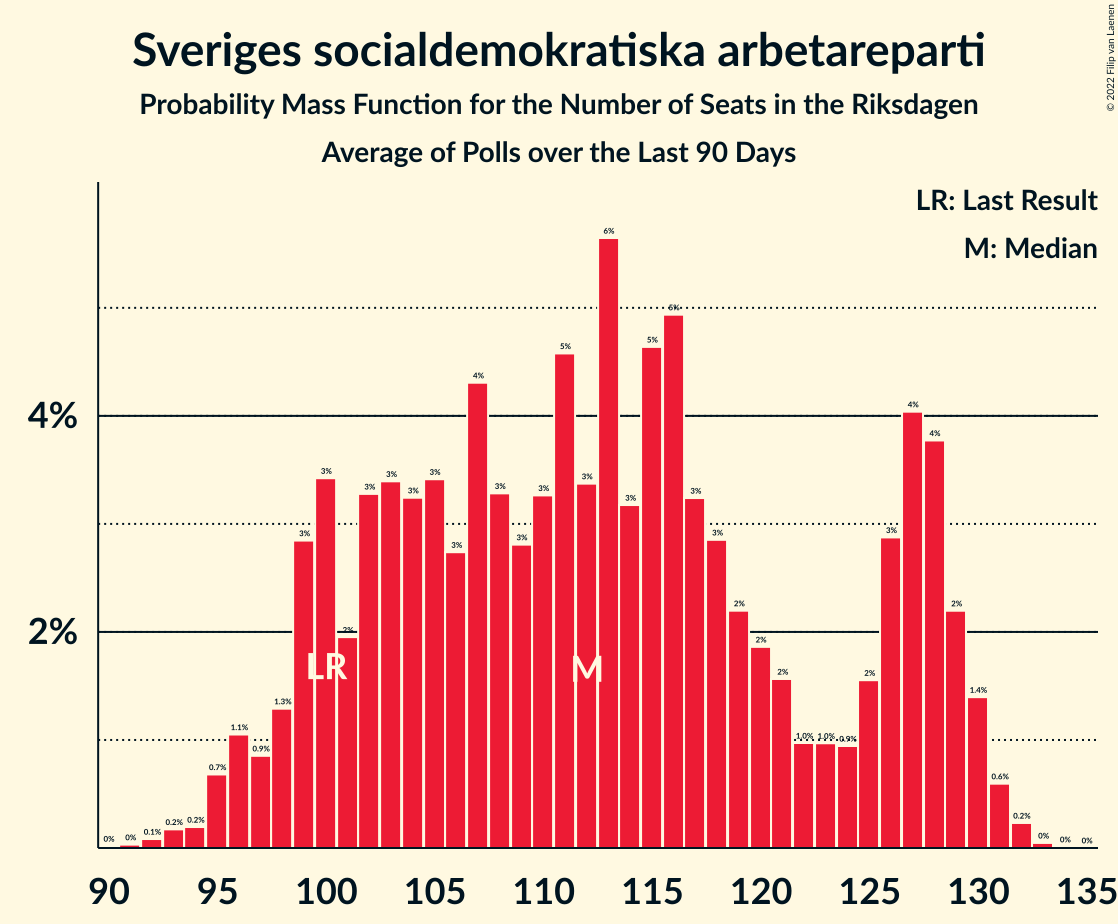 © 2022 Filip van Laenen
Sveriges socialdemokratiska arbetareparti
Probability Mass Function for the Number of Seats in the Riksdagen
Average of Polls over the Last 90 Days
LR: Last Result
M: Median
4%
2%
0% 0% 0.1% 0.2% 0.2% 0.7% 1.1% 0.9% 1.3% 3% 3% 2% 3% 3% 3% 3% 3% 4% 3% 3% 3% 5% 3% 6% 3% 5% 5% 3% 3% 2% 2% 2% 1.0% 1.0% 0.9% 2% 3% 4% 4% 2% 1.4% 0.6% 0.2% 0% 0% 0%
LR M
90 95 100 105 110 115 120 125 130 135